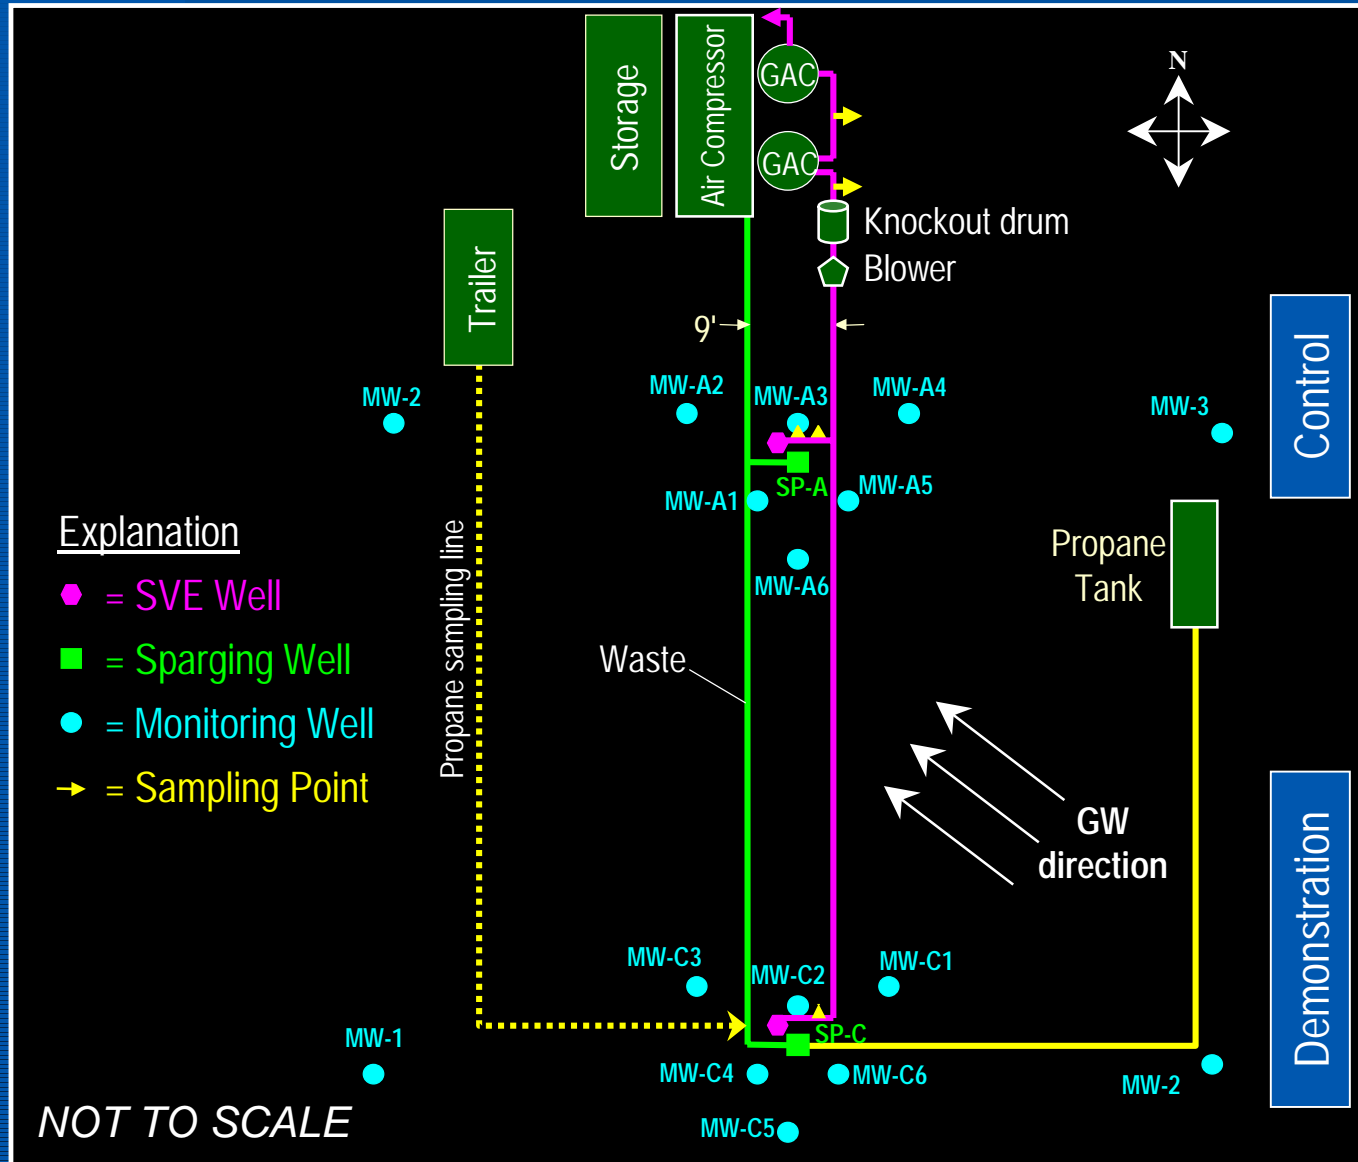 GAC
N
Storage
Air Compressor
GAC
Knockout drum
Blower
Trailer
9'
Control
MW-2
MW-A2
MW-A3
MW-A4
MW-3
SP-A
MW-A1
MW-A5
Explanation
= SVE Well
= Sparging Well
= Monitoring Well
= Sampling Point
Propane sampling line
MW-A6
Propane
Tank
Waste
GW
direction
Demonstration
MW-C3
MW-C2
MW-C1
SP-C
MW-1
MW-C4
MW-C6
MW-2
MW-C5
NOT TO SCALE